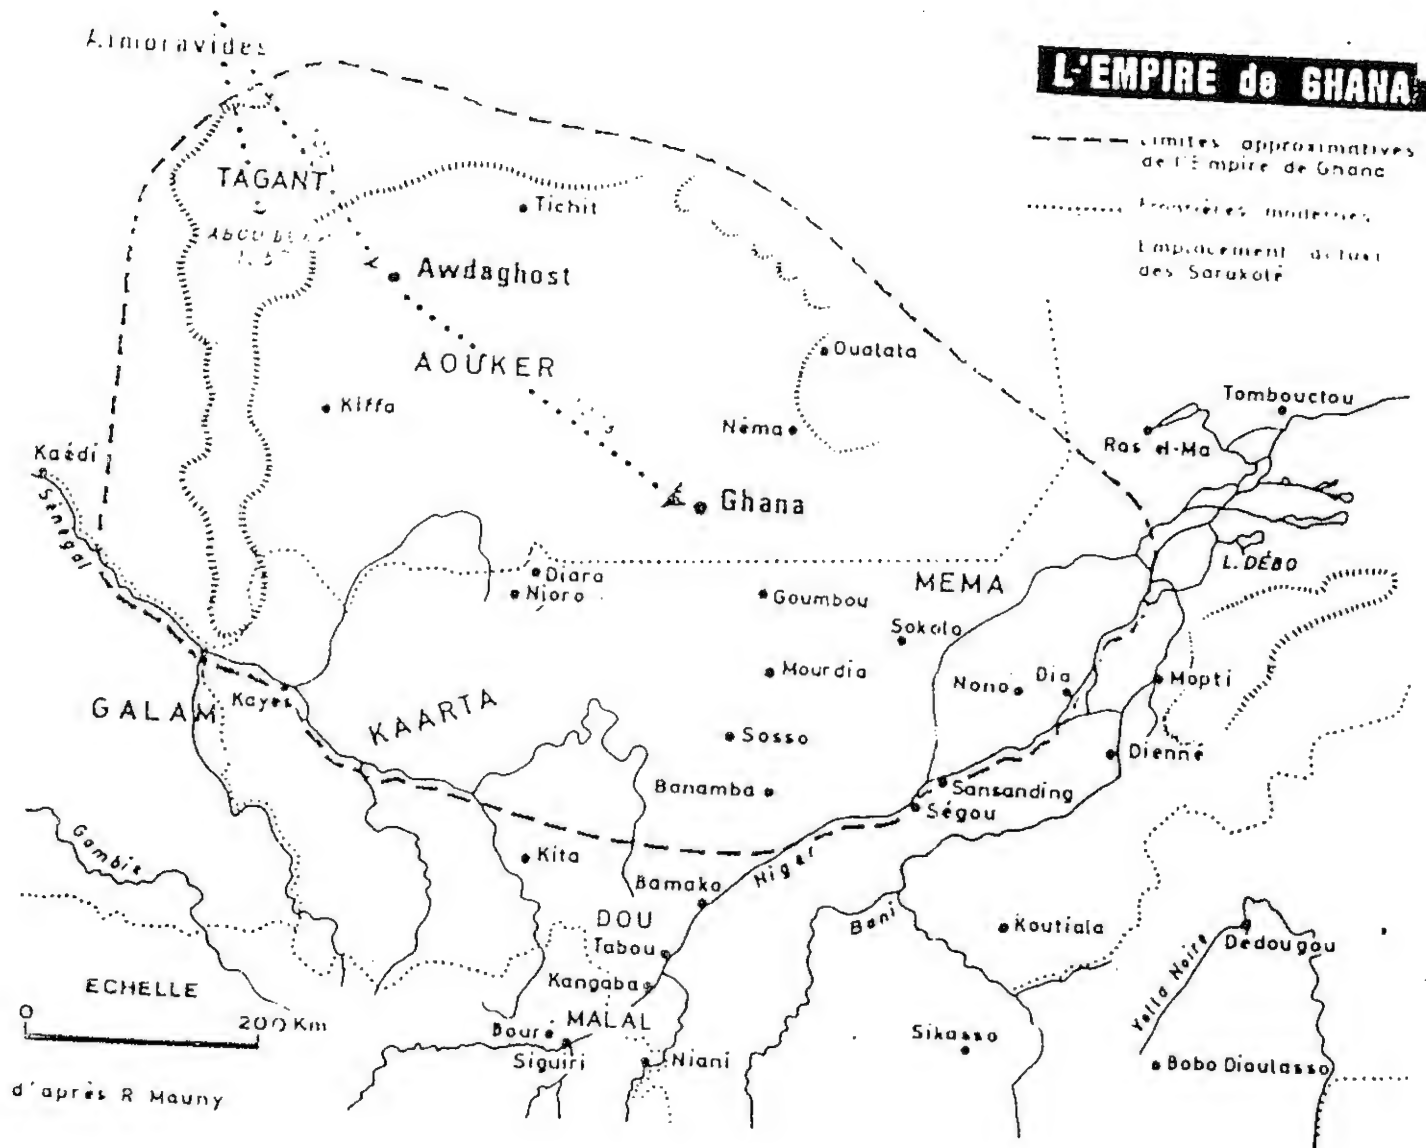 Almoravides
L'EMPIRE de GHANA
Limites approximatives
de l'Empire de Ghana
Frontières modernes
Emplacement actuel
des Sarakolé
TAGANT
Tichit
Awdaghost
AOUKER
Oualata
Kiffa
Néma
Tombouctou
Ras el-Ma
Kaédi
Sénégal
Ghana
L. DÉBO
Diara
Nioro
Goumbou
MEMA
Sokolo
Mourdia
Nono
Dia
Mopti
GALAM
Kayes
KAARTA
Sosso
Dienné
Banamba
Sansanding
Ségou
Gambie
Kita
Niger
Bamako
DOU
Tabou
Bani
Koutiala
Dédougou
Kangaba
ECHELLE
0
200 Km
MALAL
Bouré
Siguiri
Niani
Sikasso
Volta Noire
Bobo Dioulasso
d'après R Mauny